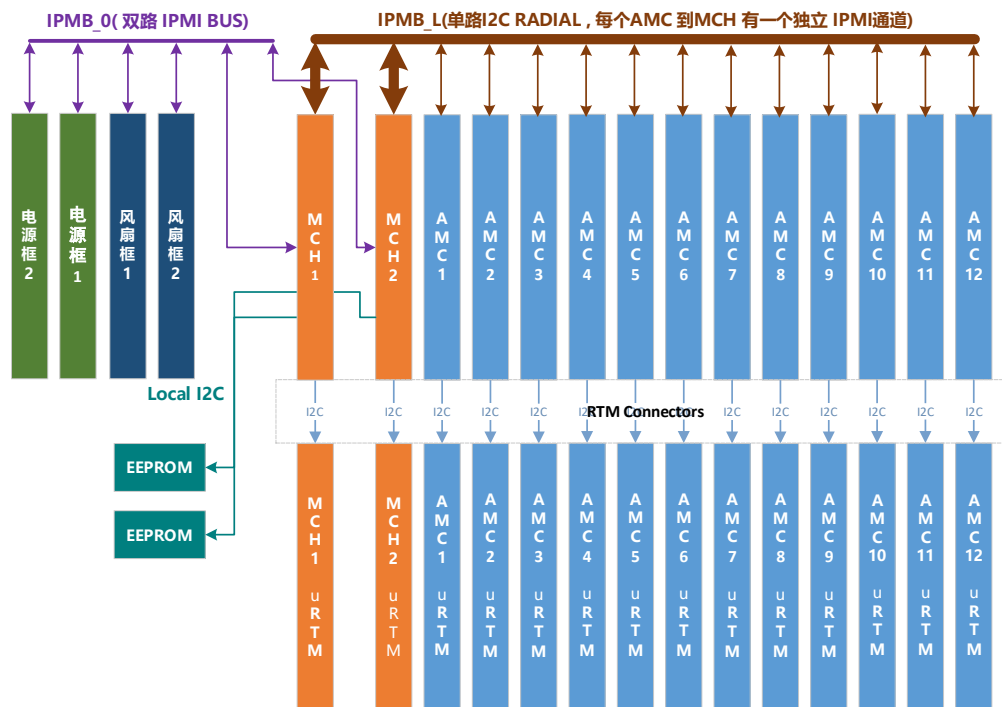 IPMB_0( 双路 IPMI BUS)
IPMB_L(单路I2C RADIAL , 每个AMC 到MCH 有一个独立 IPMI通道)
电源框2
电源框1
风扇框1
风扇框2
MCH1
MCH2
AMC1
AMC2
AMC3
AMC4
AMC5
AMC6
AMC7
AMC8
AMC9
AMC10
AMC11
AMC12
Local I2C
I2C
I2C
I2C
I2C
I2C
I2C
I2C
I2C
I2C
I2C
I2C
I2C
I2C
I2C
RTM Connectors
EEPROM
EEPROM
MCH1 uRTM
MCH2 uRTM
AMC1 uRTM
AMC2 uRTM
AMC3 uRTM
AMC4 uRTM
AMC5 uRTM
AMC6 uRTM
AMC7 uRTM
AMC8 uRTM
AMC9 uRTM
AMC10 uRTM
AMC11 uRTM
AMC12 uRTM